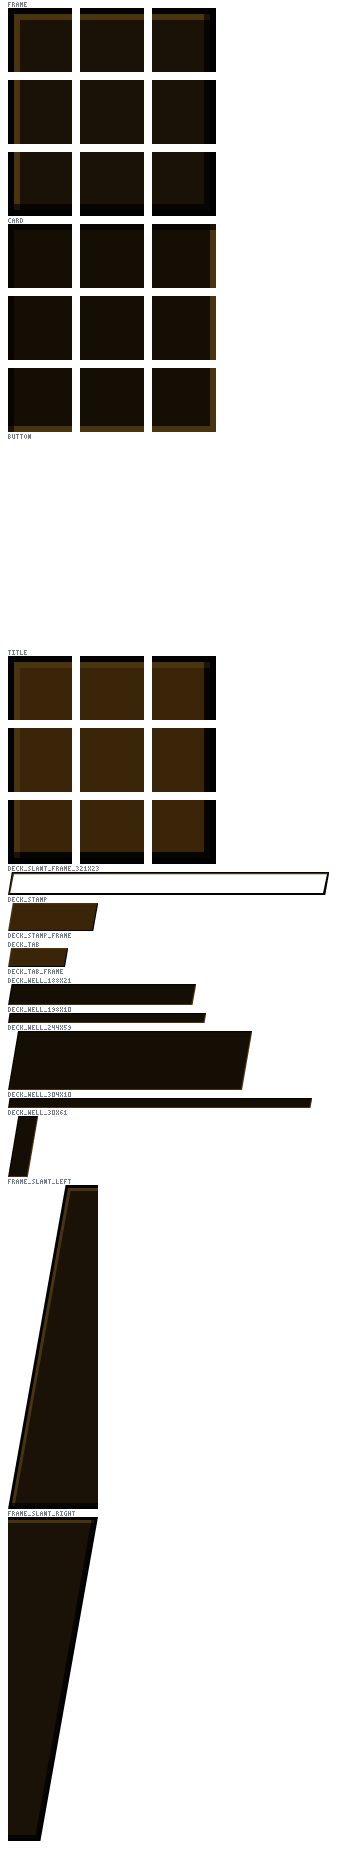 FRAME
CARD
BUTTON
TITLE
DECK_SLANT_FRAME_321X23
DECK_STAMP
DECK_STAMP_FRAME
DECK_TAB
DECK_TAB_FRAME
DECK_WELL_188X21
DECK_WELL_198X10
DECK_WELL_244X59
DECK_WELL_304X10
DECK_WELL_30X61
FRAME_SLANT_LEFT
FRAME_SLANT_RIGHT